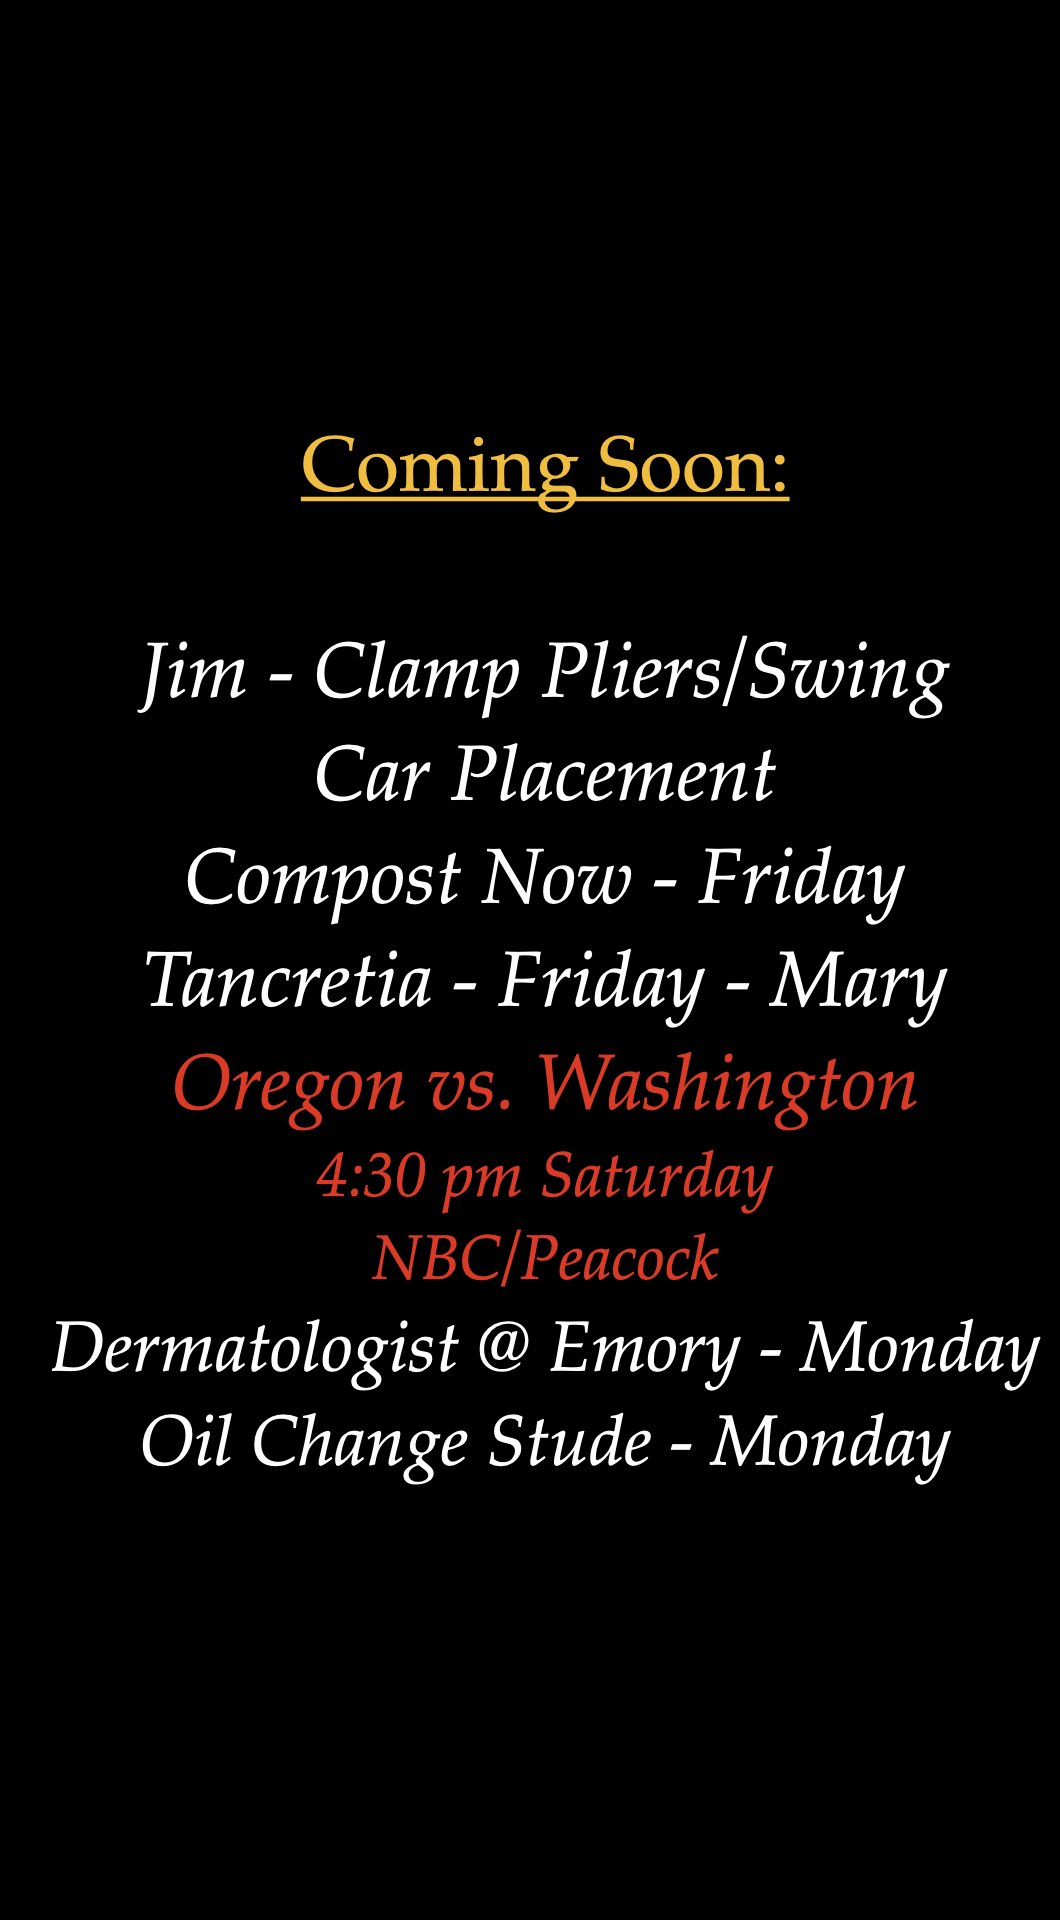 Coming Soon:
Jim - Clamp Pliers/Swing
Car Placement
Compost Now - Friday
Tancretia - Friday - Mary
Oregon vs. Washington
4:30 pm Saturday
NBC/Peacock
Dermatologist @ Emory - Monday
Oil Change Stude - Monday